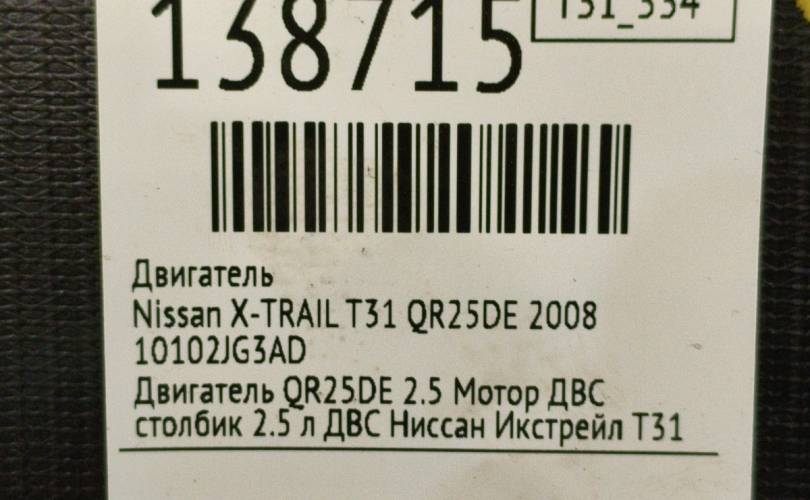 138715
T31_334
Двигатель
Nissan X-TRAIL T31 QR25DE 2008
10102JG3AD
Двигатель QR25DE 2.5 Мотор ДВС
столбик 2.5 л ДВС Ниссан Икстрейл Т31